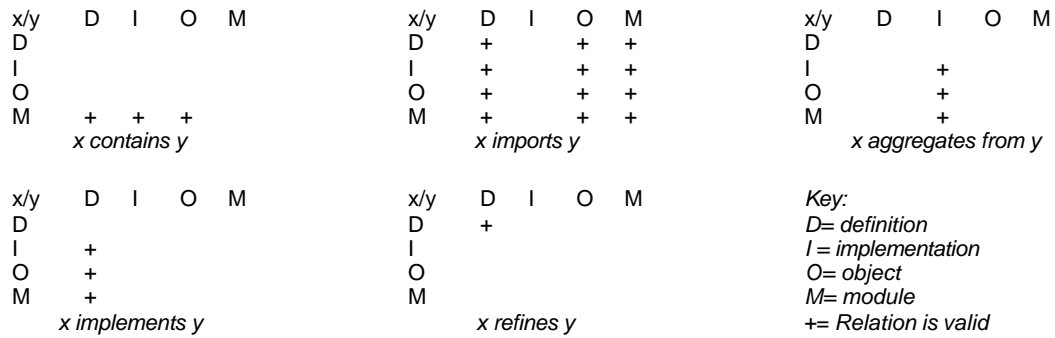 x/y D I O M
D
I
O
M + + +
x contains y
x/y D I O M
D + + +
I + + +
O + + +
M + + +
x imports y
x/y D I O M
D
I +
O +
M +
x aggregates from y
x/y D I O M
D
I +
O +
M +
x implements y
x/y D I O M
D +
I
O
M
x refines y
Key:
D= definition
I = implementation
O= object
M= module
+= Relation is valid